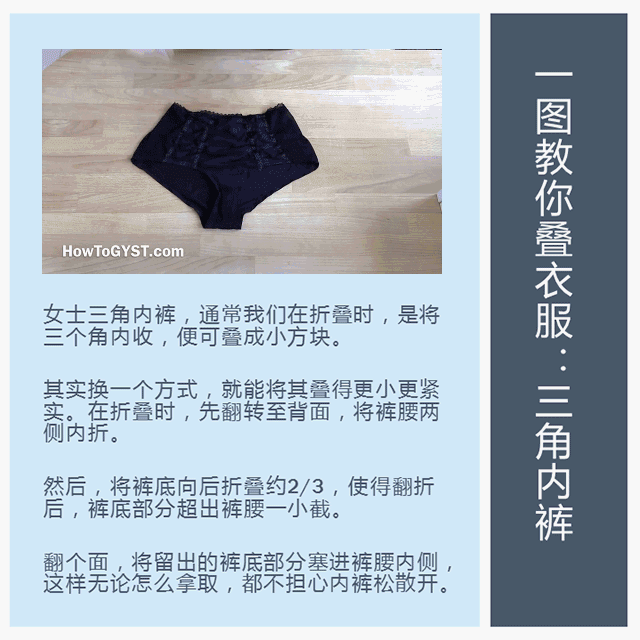 HowToGYST.com
女士三角内裤，通常我们在折叠时，是将
三个角内收，便可叠成小方块。
其实换一个方式，就能将其叠得更小更紧
实。在折叠时，先翻转至背面，将裤腰两
侧内折。
然后，将裤底向后折叠约2/3，使得翻折
后，裤底部分超出裤腰一小截。
翻个面，将留出的裤底部分塞进裤腰内侧，
这样无论怎么拿取，都不担心内裤松散开。
一图教你叠衣服：三角内裤